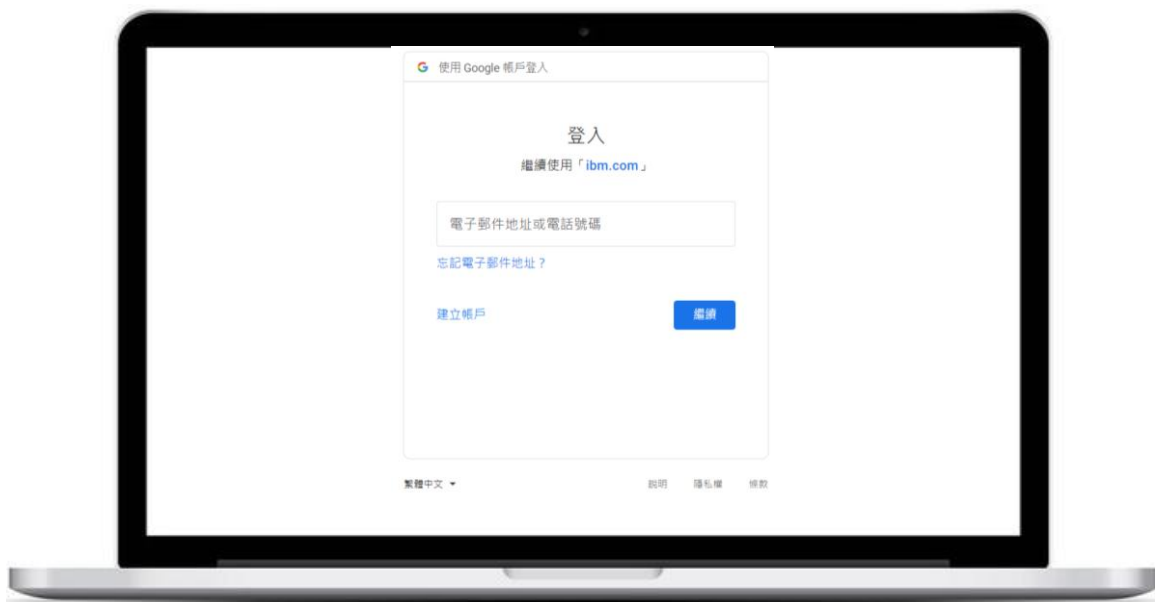 使用 Google 帳戶登入
登入
繼續使用「ibm.com」
電子郵件地址或電話號碼
忘記電子郵件地址？
建立帳戶 繼續
繁體中文 說明 隱私權 條款